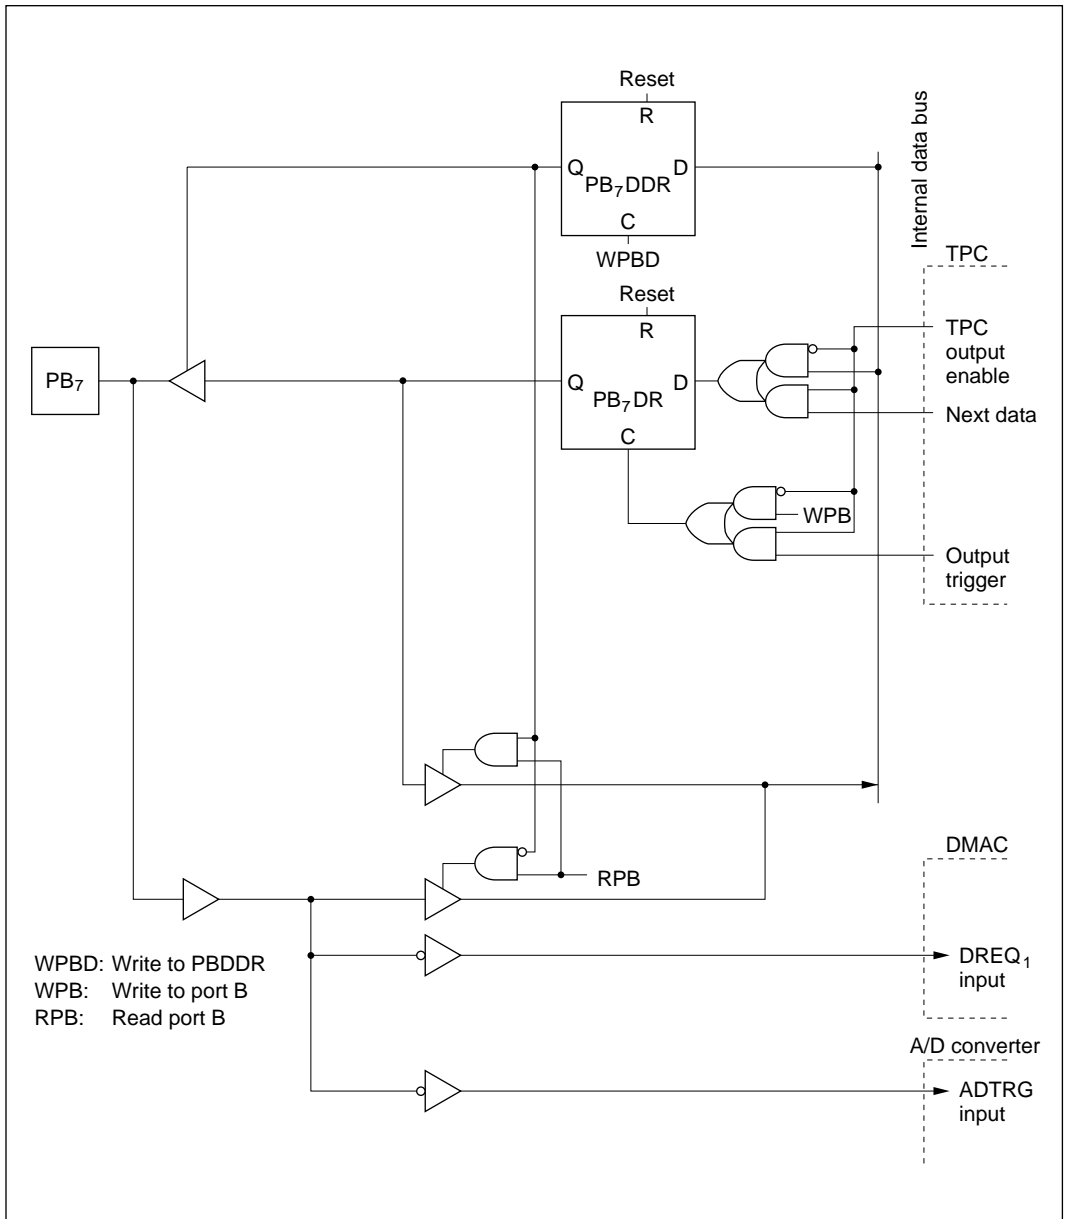 Reset
R
Internal data bus
Q
D
PB₇DDR
C
WPBD
TPC
Reset
R
TPC
output
enable
PB₇
Q
D
PB₇DR
Next data
C
WPB
Output
trigger
DMAC
RPB
WPBD: Write to PBDDR
WPB: Write to port B
RPB: Read port B
DREQ₁
input
A/D converter
ADTRG
input